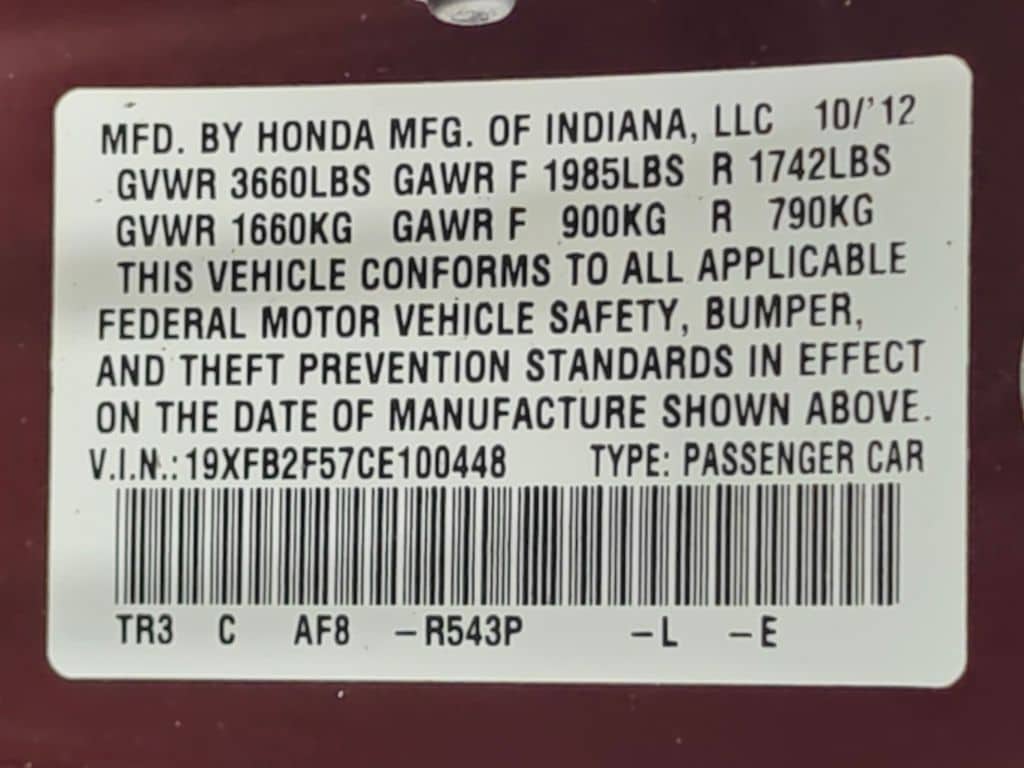 MFD. BY HONDA MFG. OF INDIANA, LLC 10/'12
GVWR 3660LBS GAWR F 1985LBS R 1742LBS
GVWR 1660KG GAWR F 900KG R 790KG
THIS VEHICLE CONFORMS TO ALL APPLICABLE
FEDERAL MOTOR VEHICLE SAFETY, BUMPER,
AND THEFT PREVENTION STANDARDS IN EFFECT
ON THE DATE OF MANUFACTURE SHOWN ABOVE.
V.I.N.:19XFB2F57CE100448 TYPE: PASSENGER CAR
TR3 C AF8 –R543P –L –E